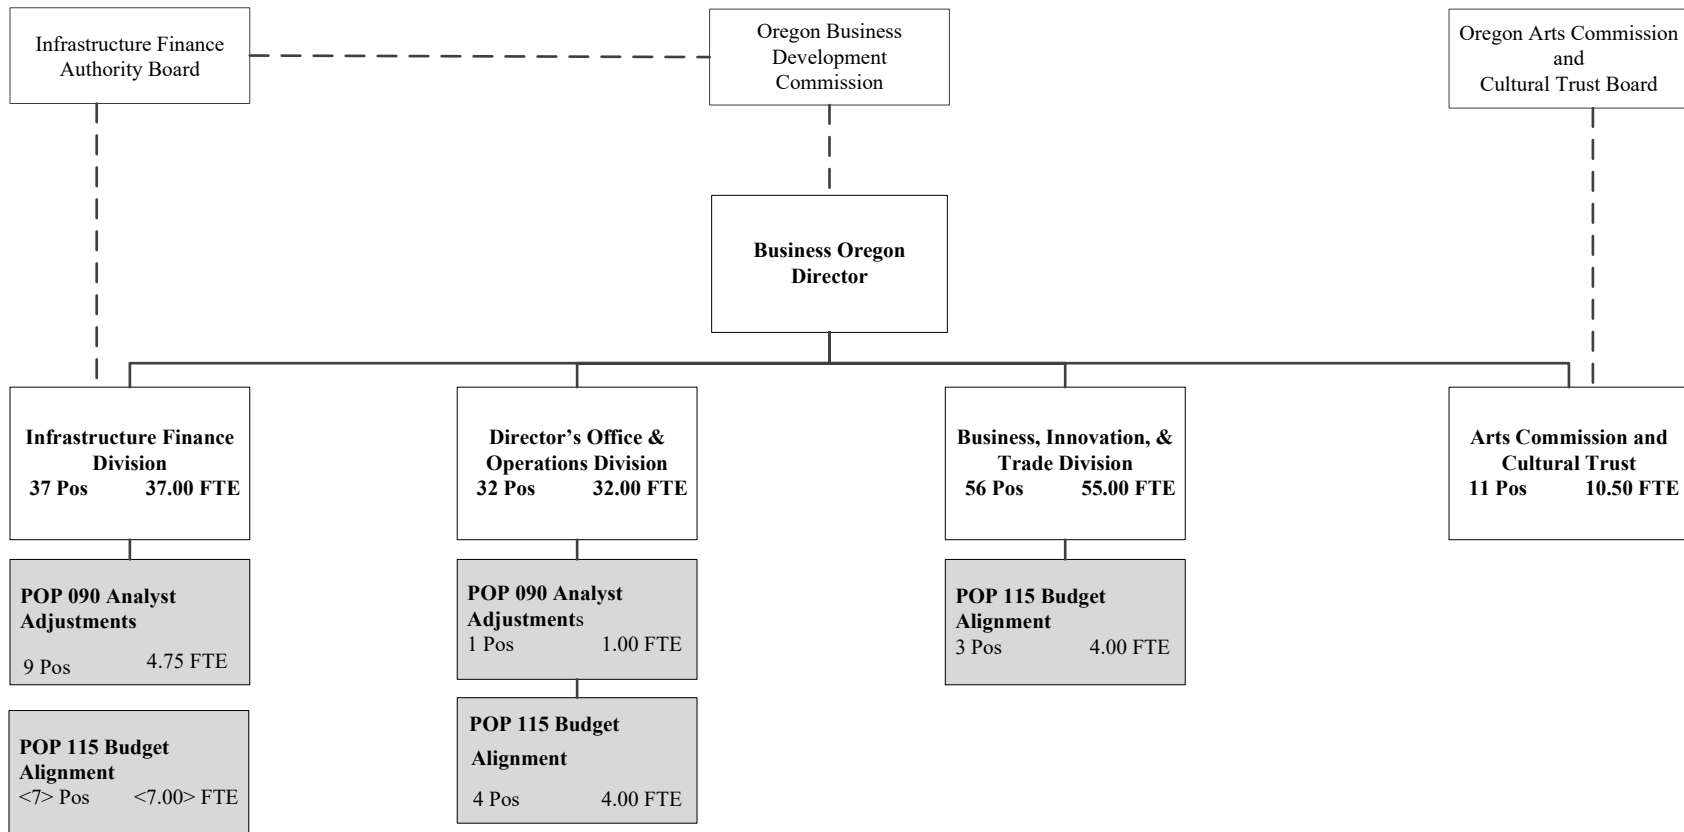 Infrastructure Finance
Authority Board
Oregon Business
Development
Commission
Oregon Arts Commission
and
Cultural Trust Board
Business Oregon
Director
Infrastructure Finance
Division
37 Pos 37.00 FTE
Director’s Office &
Operations Division
32 Pos 32.00 FTE
Business, Innovation, &
Trade Division
56 Pos 55.00 FTE
Arts Commission and
Cultural Trust
11 Pos 10.50 FTE
POP 090 Analyst
Adjustments
9 Pos 4.75 FTE
POP 090 Analyst
Adjustments
1 Pos 1.00 FTE
POP 115 Budget
Alignment
3 Pos 4.00 FTE
POP 115 Budget
Alignment
<7> Pos <7.00> FTE
POP 115 Budget
Alignment
4 Pos 4.00 FTE